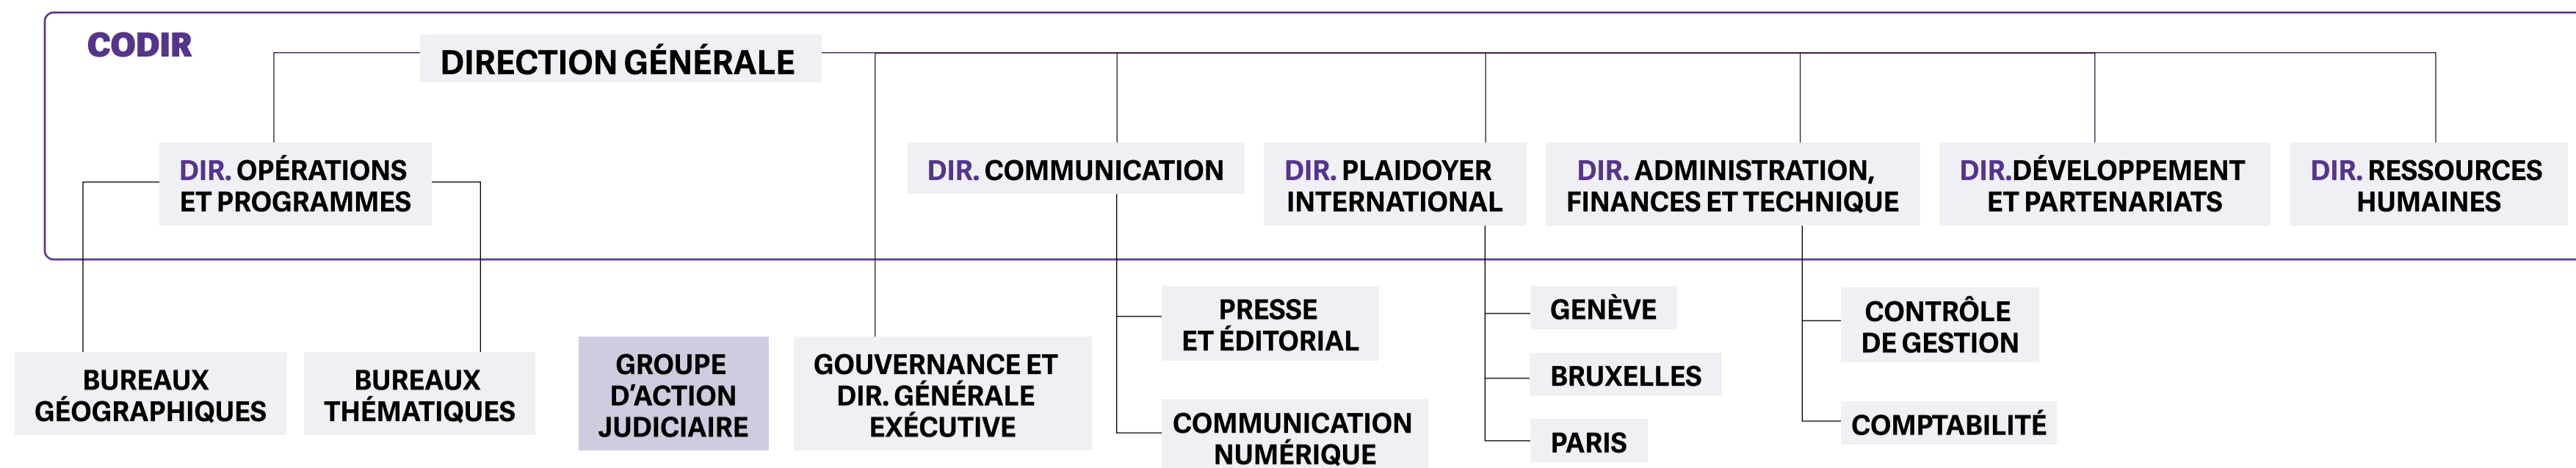 CODIR
DIRECTION GÉNÉRALE
DIR. OPÉRATIONS
ET PROGRAMMES
DIR. COMMUNICATION
DIR. PLAIDOYER
INTERNATIONAL
DIR. ADMINISTRATION,
FINANCES ET TECHNIQUE
DIR.DÉVELOPPEMENT
ET PARTENARIATS
DIR. RESSOURCES
HUMAINES
BUREAUX
GÉOGRAPHIQUES
BUREAUX
THÉMATIQUES
GROUPE
D’ACTION
JUDICIAIRE
GOUVERNANCE ET
DIR. GÉNÉRALE
EXÉCUTIVE
PRESSE
ET ÉDITORIAL
COMMUNICATION
NUMÉRIQUE
GENÈVE
BRUXELLES
PARIS
CONTRÔLE
DE GESTION
COMPTABILITÉ